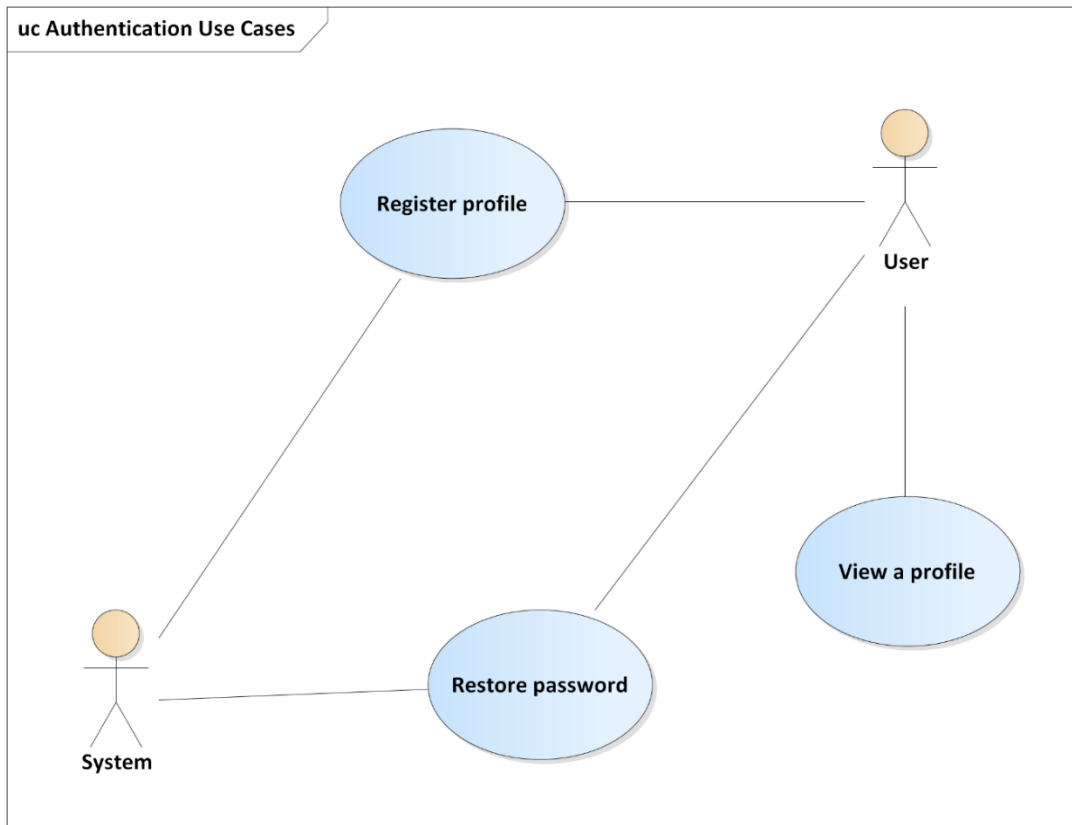 uc Authentication Use Cases
Register profile
User
View a profile
Restore password
System